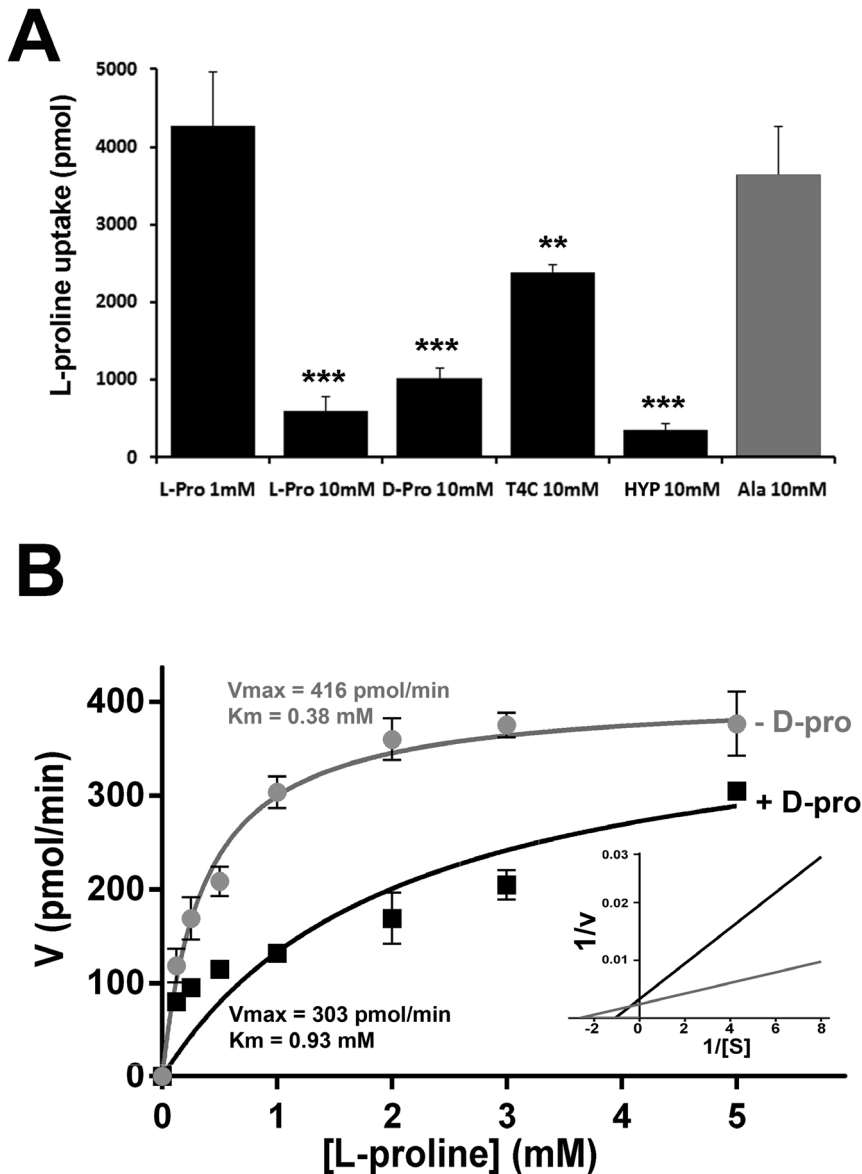 A
L-proline uptake (pmol)
5000
4000
3000
2000
1000
0
***
***
**
***
L-Pro 1mM L-Pro 10mM D-Pro 10mM T4C 10mM HYP 10mM Ala 10mM
B
V (pmol/min)
400
300
200
100
0
Vmax = 416 pmol/min
Km = 0.38 mM
- D-pro
+ D-pro
Vmax = 303 pmol/min
Km = 0.93 mM
1/v
0.03
0.02
0.01
-2 0 2 4 6 8
1/[S]
0 1 2 3 4 5
[L-proline] (mM)